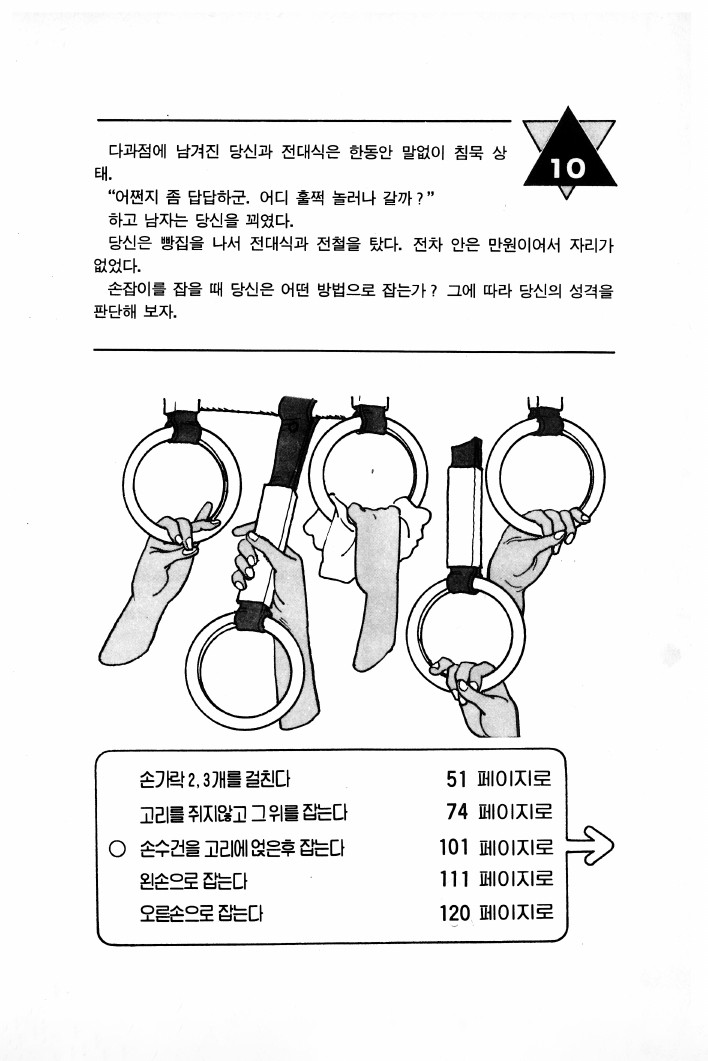 다과점에 남겨진 당신과 전대식은 한동안 말없이 침묵 상
태.
10
“어쩐지 좀 답답하군. 어디 훌쩍 놀러나 갈까?”
하고 남자는 당신을 꾀였다.
당신은 빵집을 나서 전대식과 전철을 탔다. 전차 안은 만원이어서 자리가
없었다.
손잡이를 잡을 때 당신은 어떤 방법으로 잡는가? 그에 따라 당신의 성격을
판단해 보자.
손가락 2, 3개를 걸친다 51 페이지로
고리를 쥐지않고 그 위를 잡는다 74 페이지로
○ 손수건을 고리에 얹은후 잡는다 101 페이지로
왼손으로 잡는다 111 페이지로
오른손으로 잡는다 120 페이지로